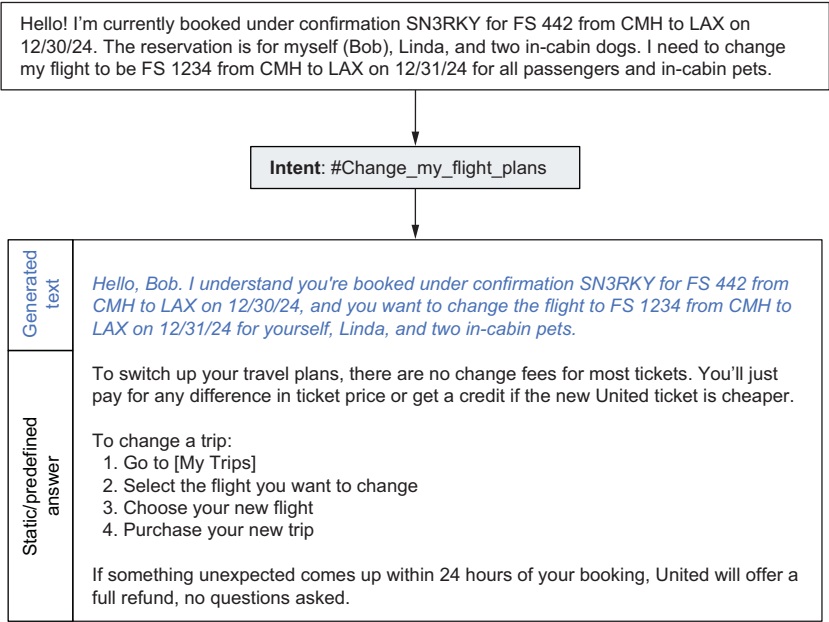 Hello! I'm currently booked under confirmation SN3RKY for FS 442 from CMH to LAX on
12/30/24. The reservation is for myself (Bob), Linda, and two in-cabin dogs. I need to change
my flight to be FS 1234 from CMH to LAX on 12/31/24 for all passengers and in-cabin pets.
Intent: #Change_my_flight_plans
Generated
text
Hello, Bob. I understand you're booked under confirmation SN3RKY for FS 442 from
CMH to LAX on 12/30/24, and you want to change the flight to FS 1234 from CMH to
LAX on 12/31/24 for yourself, Linda, and two in-cabin pets.
Static/predefined
answer
To switch up your travel plans, there are no change fees for most tickets. You’ll just
pay for any difference in ticket price or get a credit if the new United ticket is cheaper.
To change a trip:
1. Go to [My Trips]
2. Select the flight you want to change
3. Choose your new flight
4. Purchase your new trip
If something unexpected comes up within 24 hours of your booking, United will offer a
full refund, no questions asked.